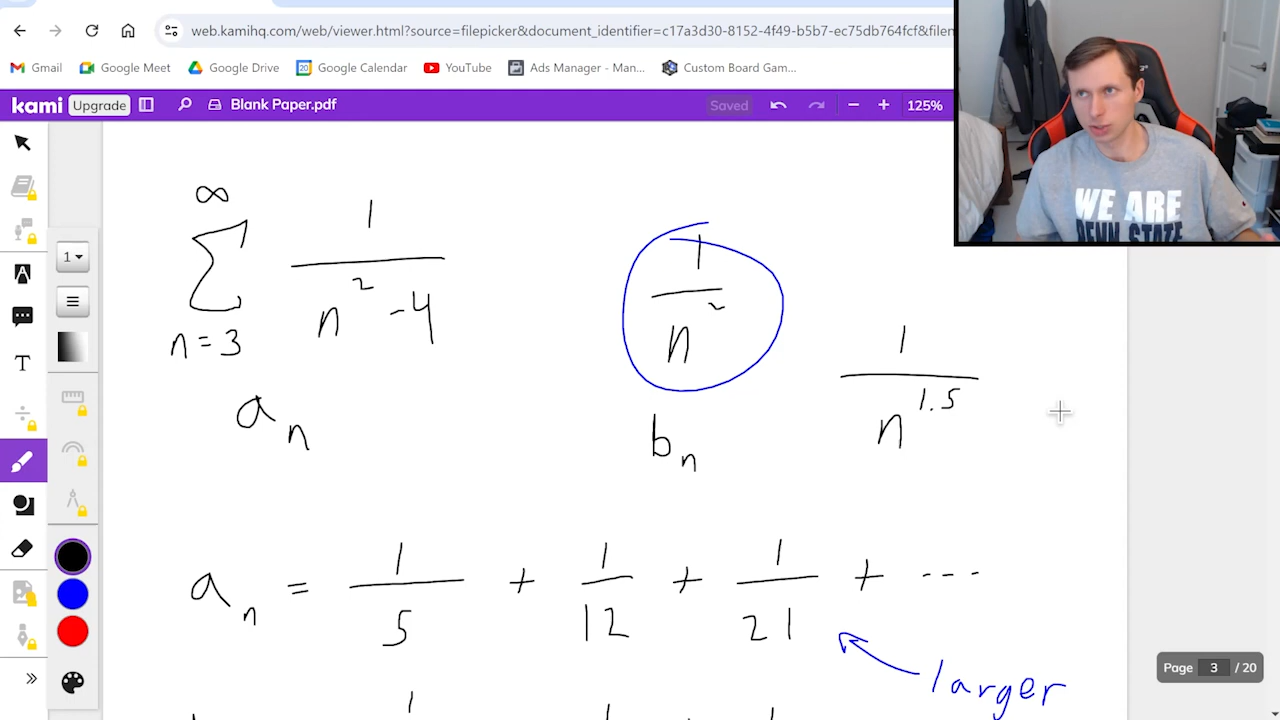 web.kamihq.com/web/viewer.html?source=filepicker&document_identifier=c17a3d30-8152-4f49-b5b7-ec75db764fcf&filen
Gmail Google Meet Google Drive Google Calendar YouTube Ads Manager - Man... Custom Board Gam...
kami Upgrade Blank Paper.pdf Saved 125%
1
T
∞
∑ 1 / n² -4
n = 3
a n
1 / n²
b n
1 / n^1.5
a n = 1/5 + 1/12 + 1/21 + ---
larger
WE ARE
PENN STATE
Page 3 / 20